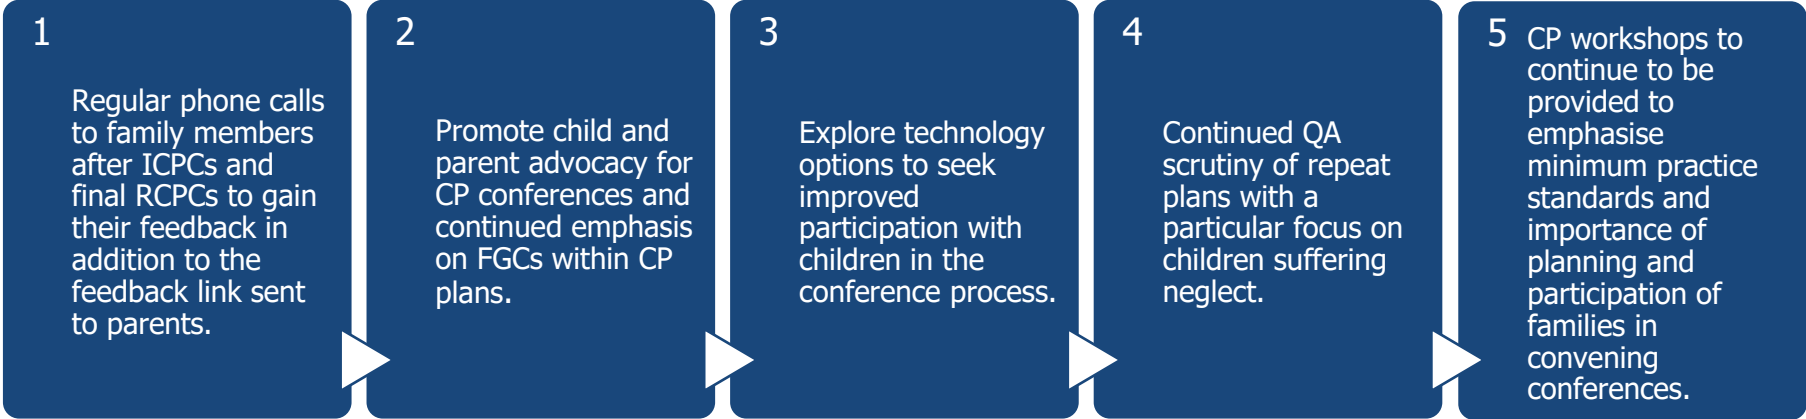 1
Regular phone calls
to family members
after ICPCs and
final RCPCs to gain
their feedback in
addition to the
feedback link sent
to parents.
2
Promote child and
parent advocacy for
CP conferences and
continued emphasis
on FGCs within CP
plans.
3
Explore technology
options to seek
improved
participation with
children in the
conference process.
4
Continued QA
scrutiny of repeat
plans with a
particular focus on
children suffering
neglect.
5
CP workshops to
continue to be
provided to
emphasise
minimum practice
standards and
importance of
planning and
participation of
families in
convening
conferences.